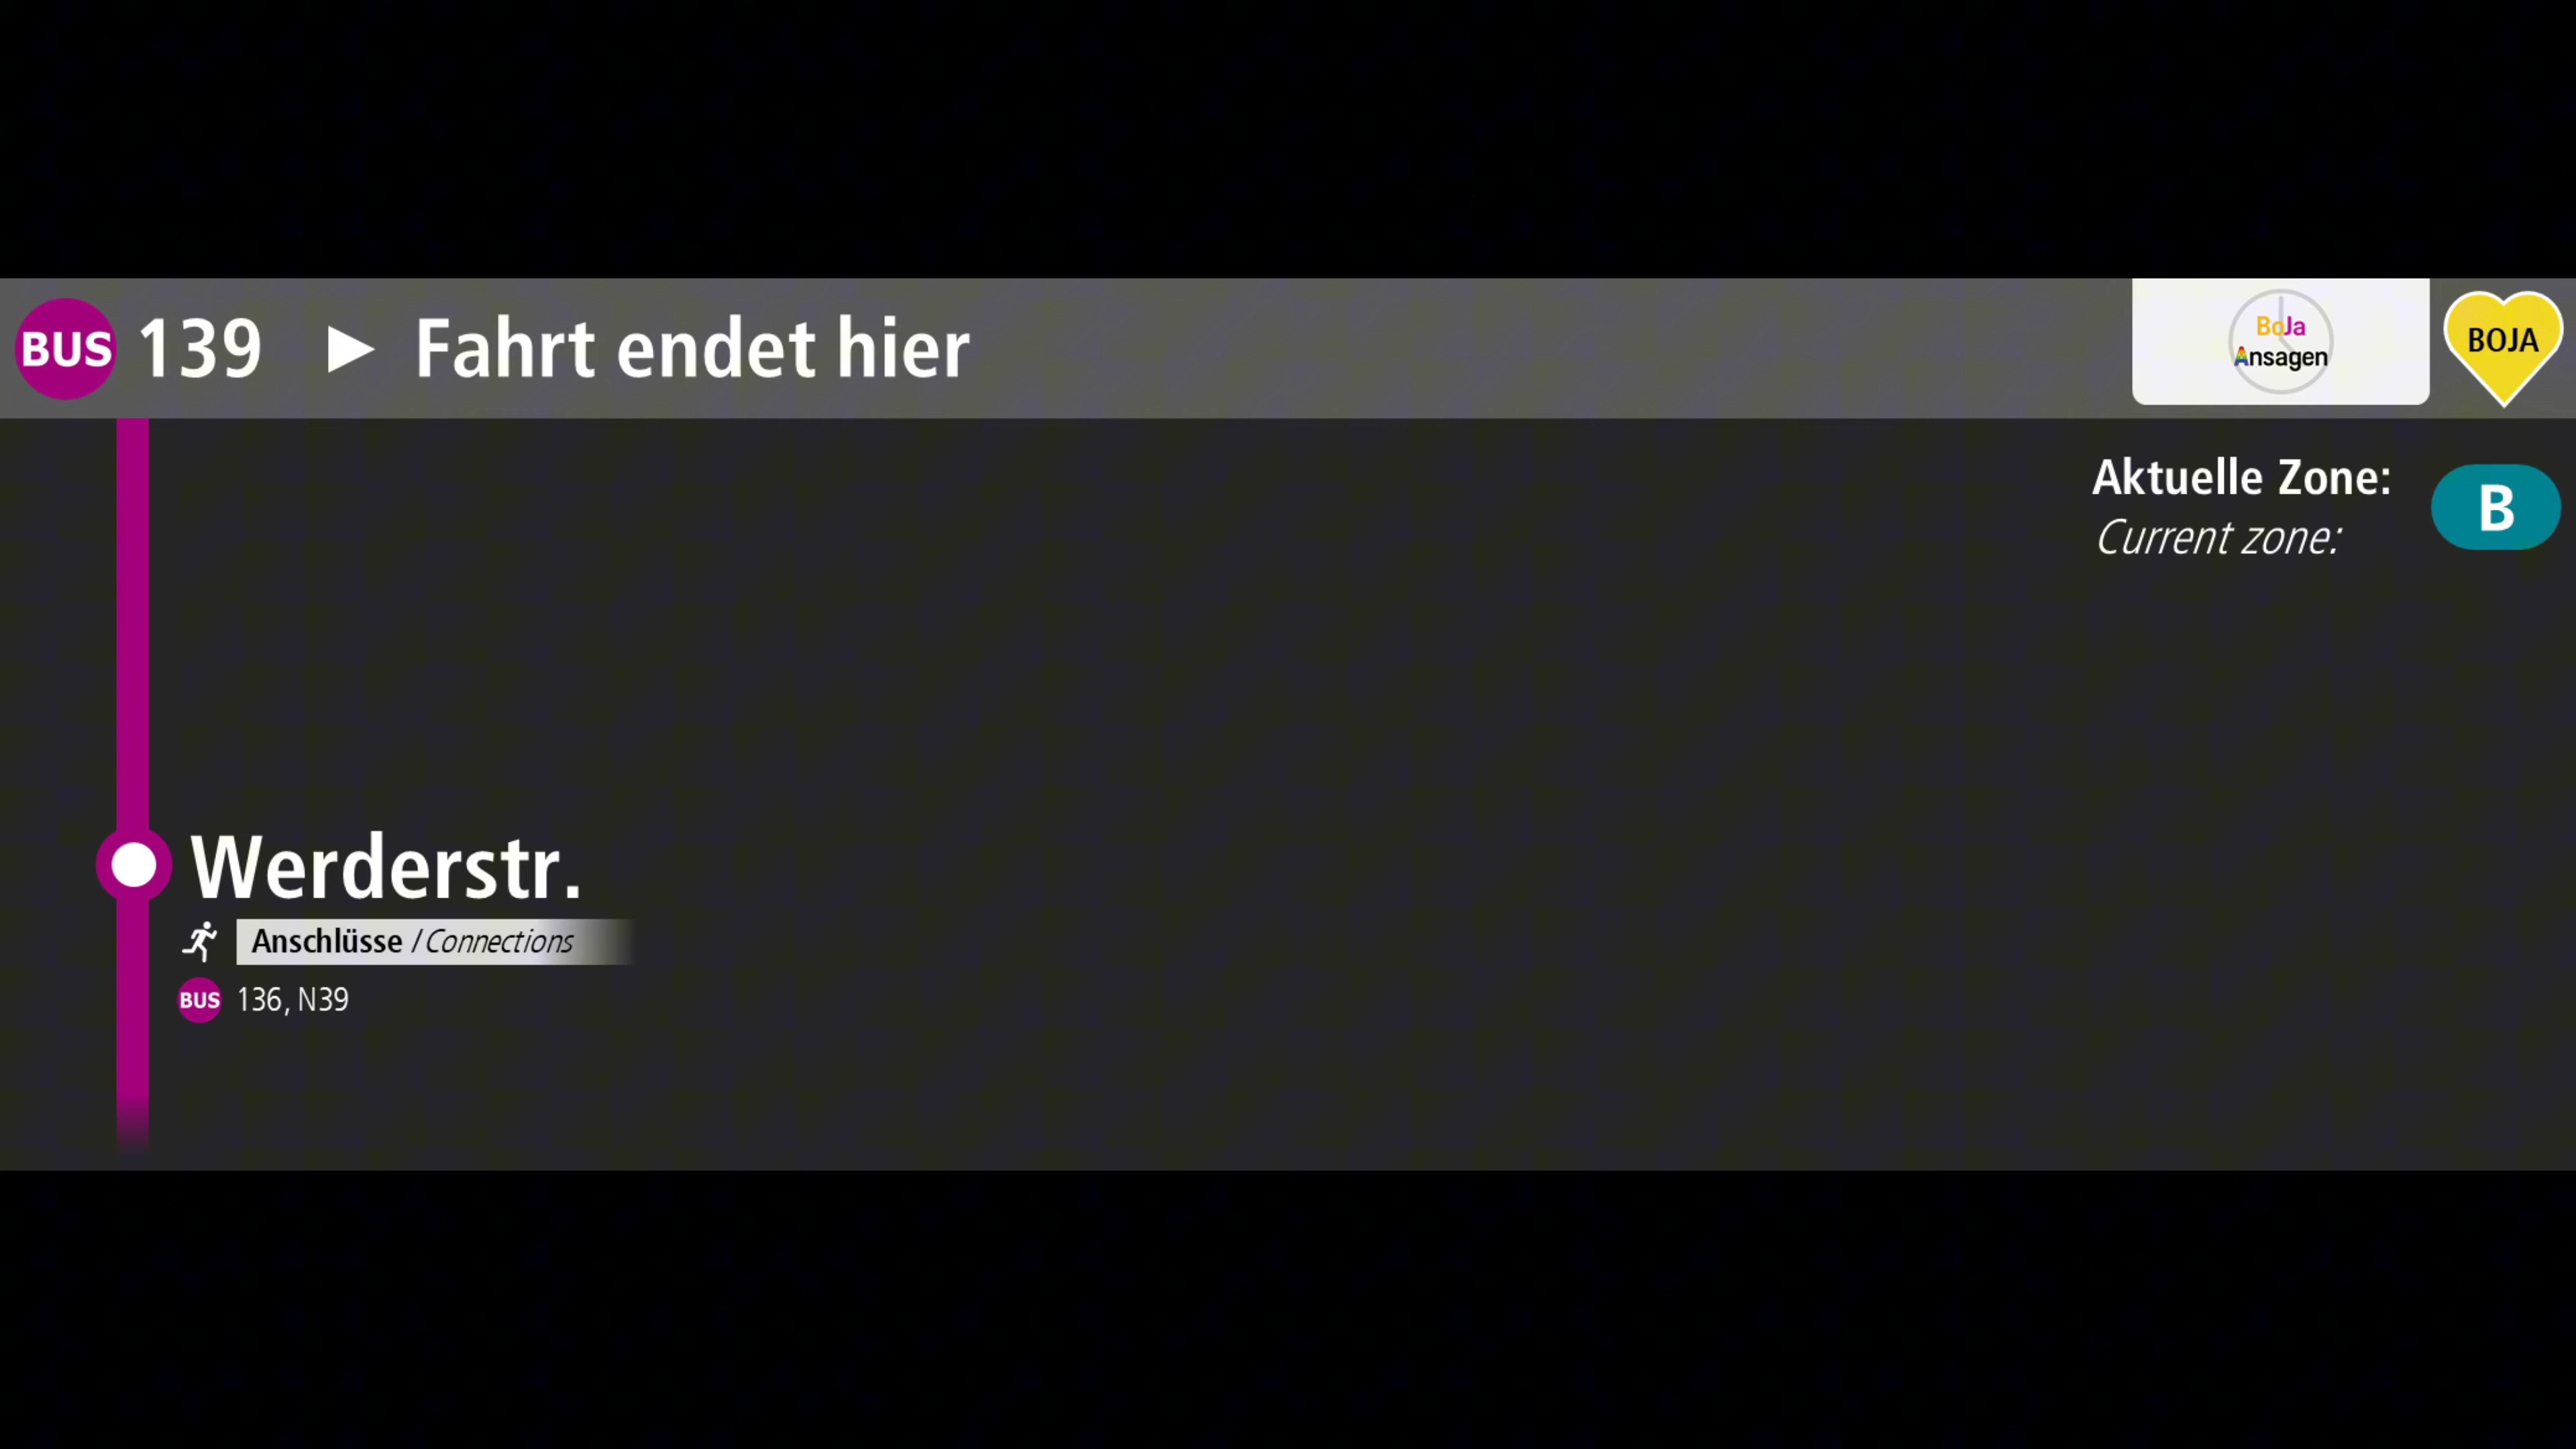 BUS 139 ► Fahrt endet hier
BoJa
Ansagen
BOJA
Aktuelle Zone:
Current zone:
B
Werderstr.
Anschlüsse / Connections
BUS 136, N39